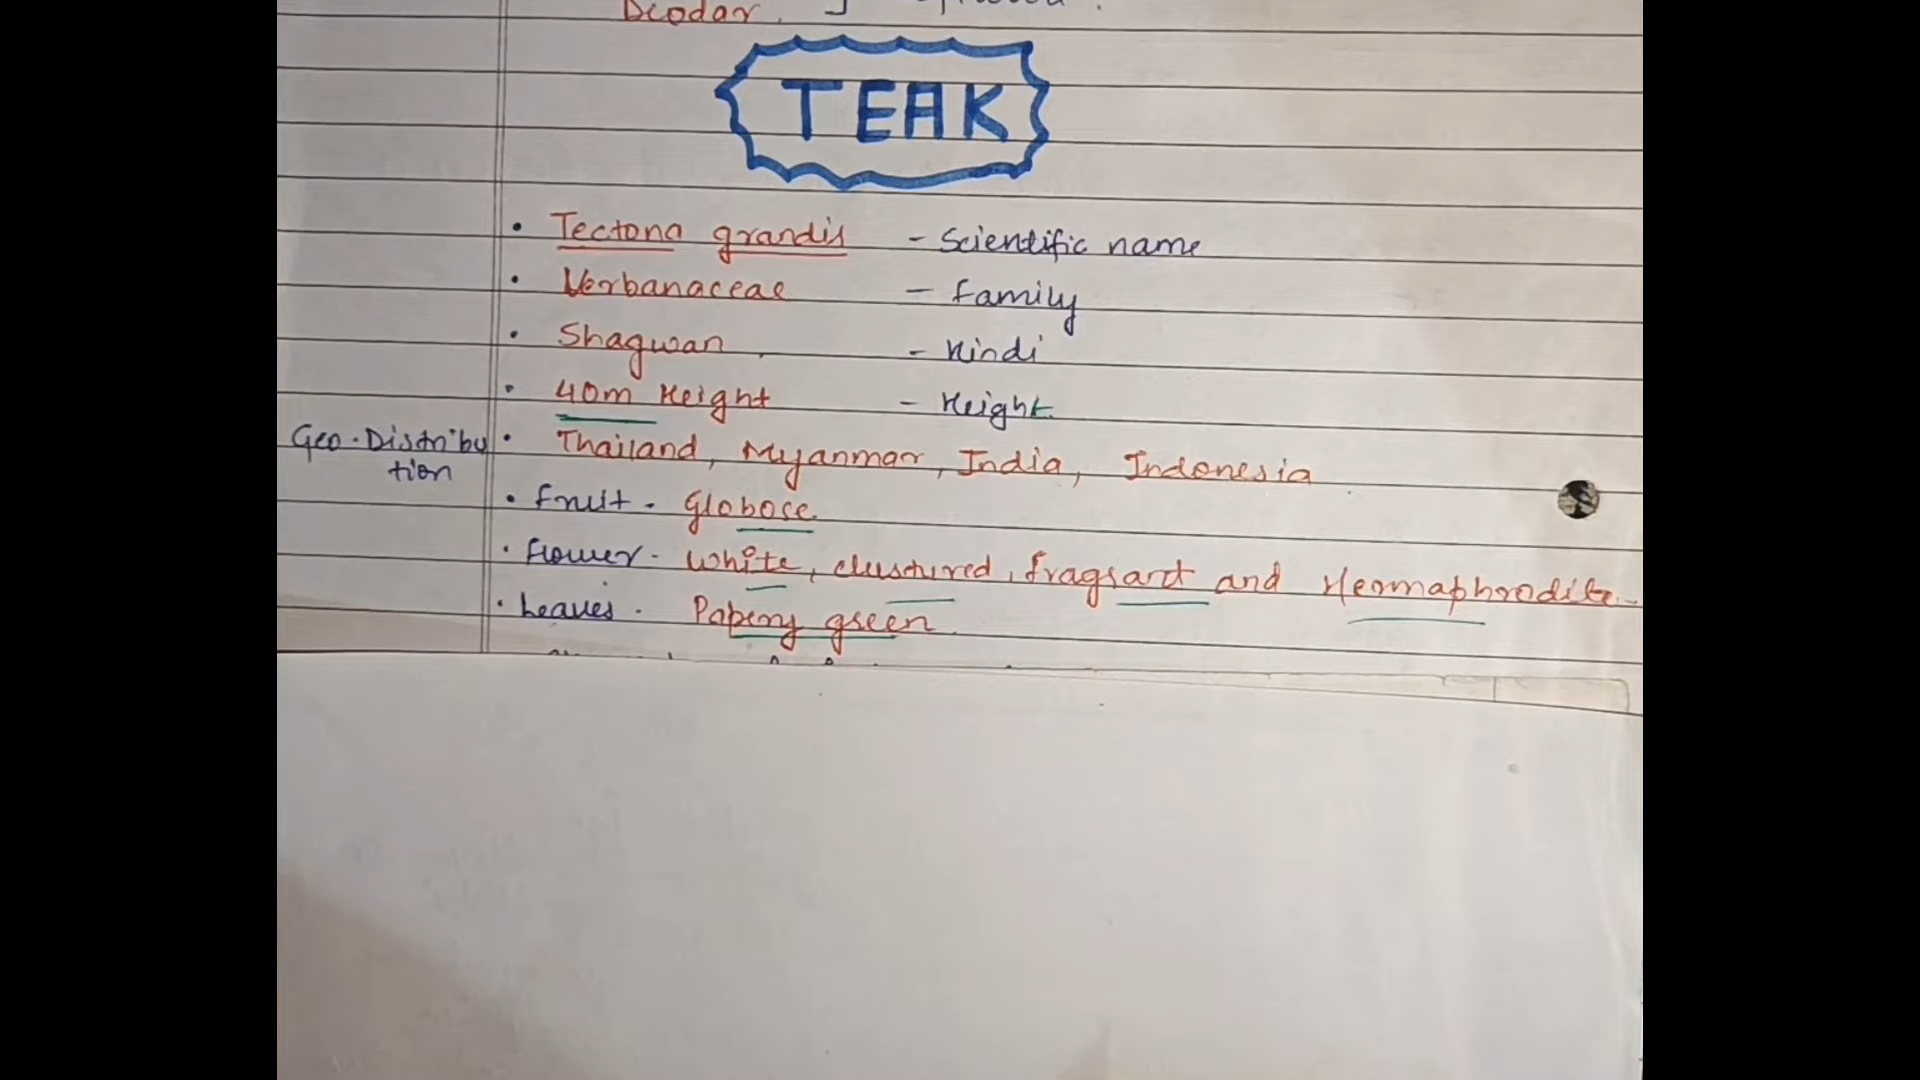 Deodar.
TEAK
• Tectona grandis - Scientific name
• Verbanaceae - family
• Shagwan - Hindi
• 40m Height - Height
Geo-Distribu • Thailand, Myanmar, India, Indonesia
tion
• fruit - Globose
• flower - White, clustured, fragrant and Hermaphrodite
• Leaves - Papery green